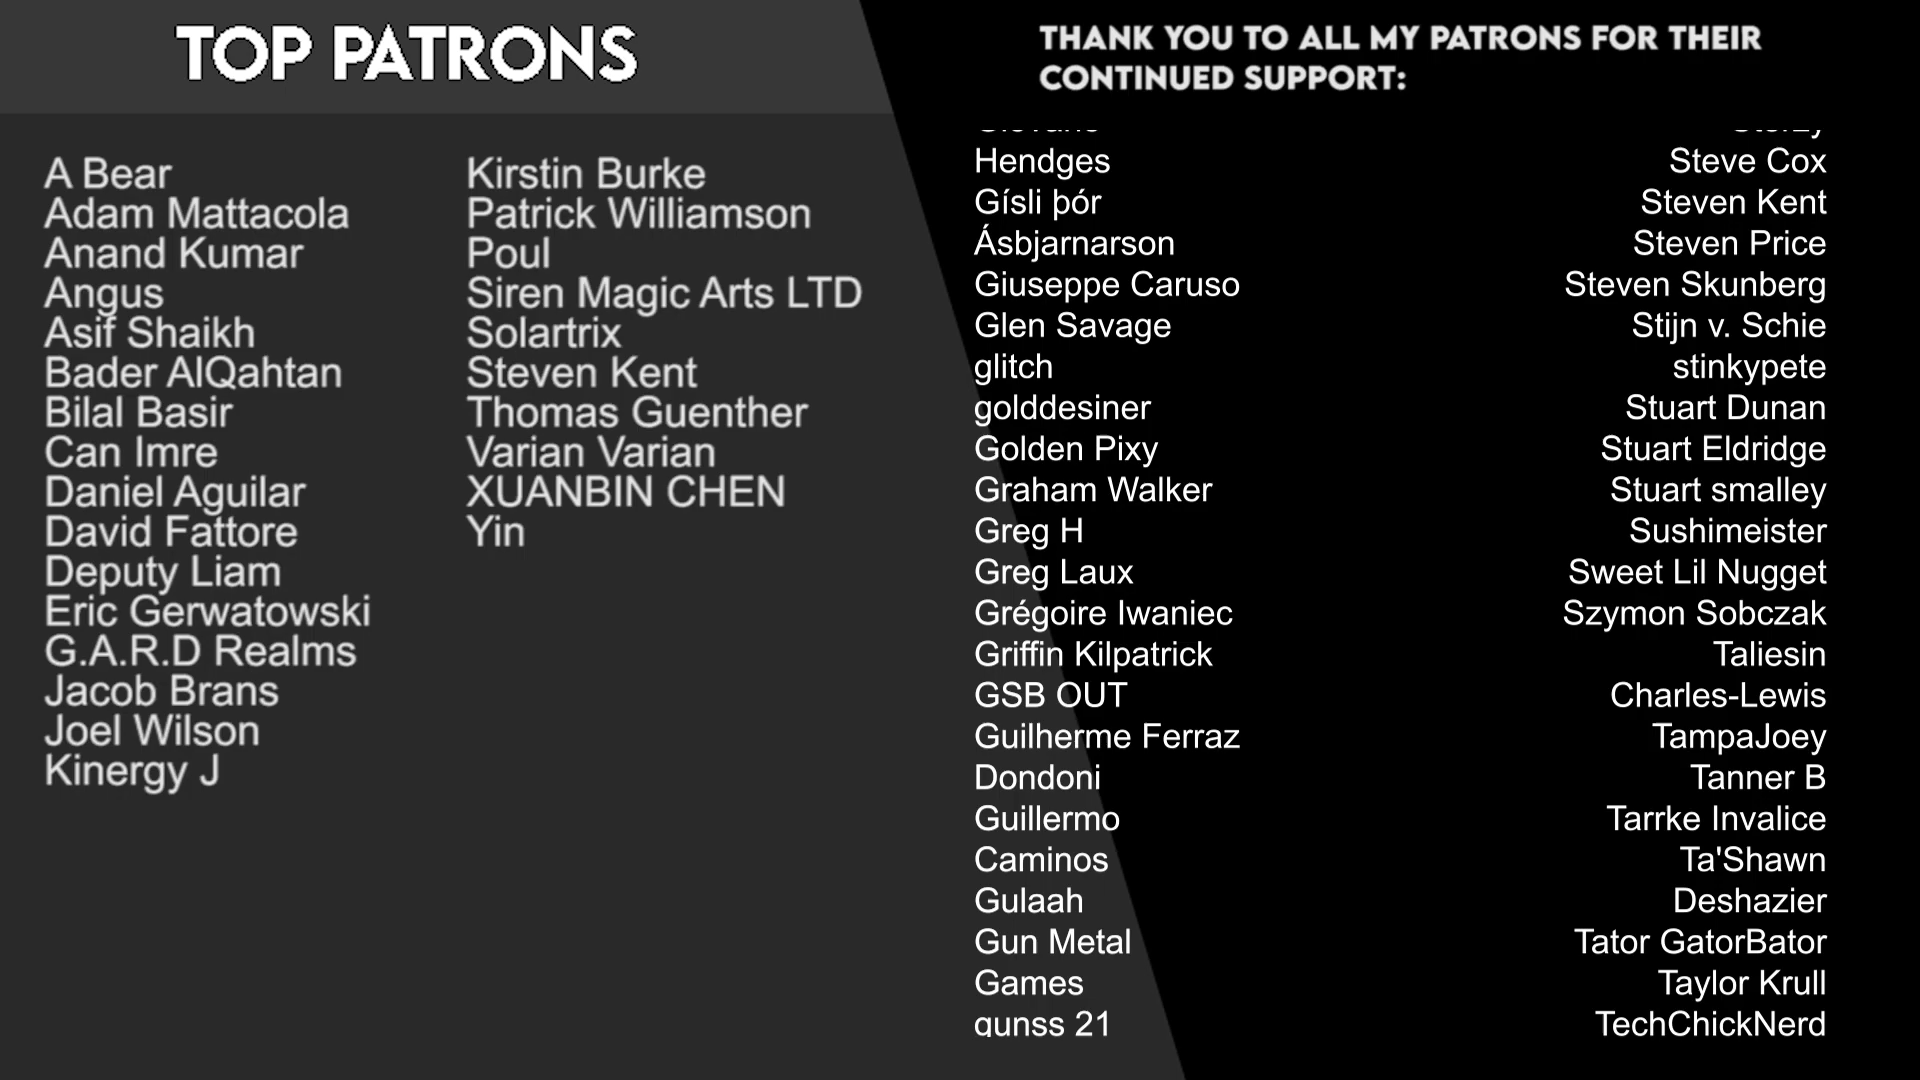 TOP PATRONS
A Bear
Adam Mattacola
Anand Kumar
Angus
Asif Shaikh
Bader AlQahtan
Bilal Basir
Can Imre
Daniel Aguilar
David Fattore
Deputy Liam
Eric Gerwatowski
G.A.R.D Realms
Jacob Brans
Joel Wilson
Kinergy J
Kirstin Burke
Patrick Williamson
Poul
Siren Magic Arts LTD
Solartrix
Steven Kent
Thomas Guenther
Varian Varian
XUANBIN CHEN
Yin
THANK YOU TO ALL MY PATRONS FOR THEIR
CONTINUED SUPPORT:
Hendges
Gísli þór
Ásbjarnarson
Giuseppe Caruso
Glen Savage
glitch
golddesiner
Golden Pixy
Graham Walker
Greg H
Greg Laux
Grégoire Iwaniec
Griffin Kilpatrick
GSB OUT
Guilherme Ferraz
Dondoni
Guillermo
Caminos
Gulaah
Gun Metal
Games
gunss 21
Steve Cox
Steven Kent
Steven Price
Steven Skunberg
Stijn v. Schie
stinkypete
Stuart Dunan
Stuart Eldridge
Stuart smalley
Sushimeister
Sweet Lil Nugget
Szymon Sobczak
Taliesin
Charles-Lewis
TampaJoey
Tanner B
Tarrke Invalice
Ta'Shawn
Deshazier
Tator GatorBator
Taylor Krull
TechChickNerd